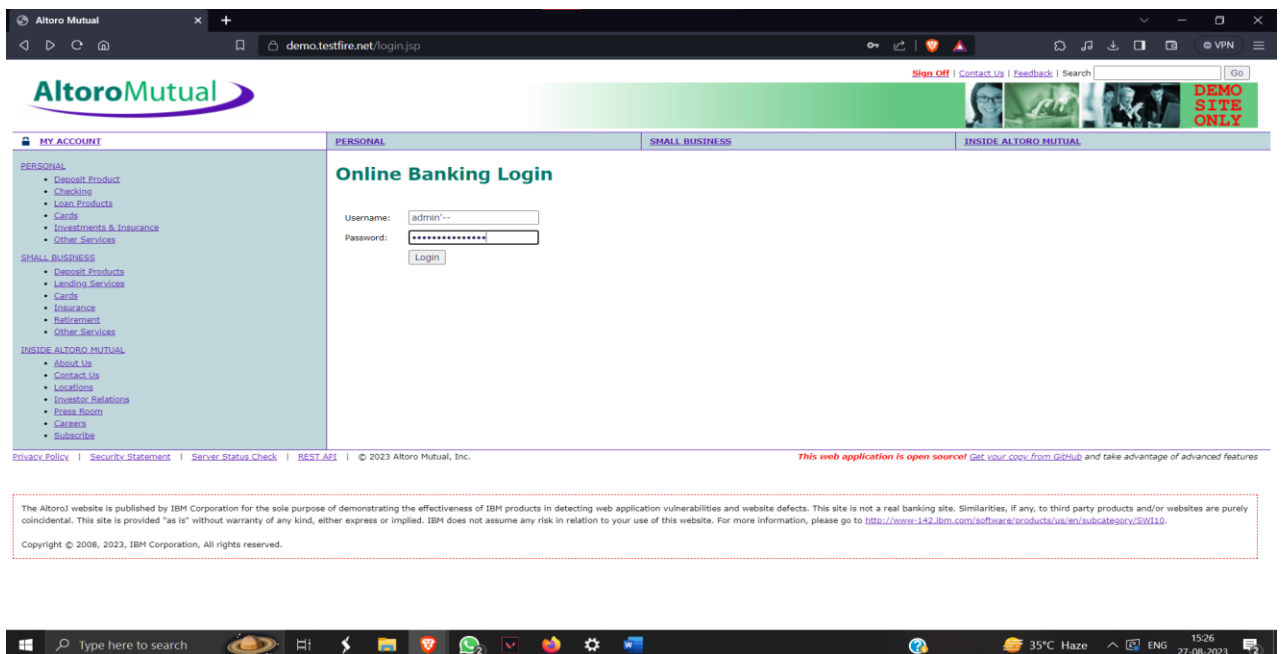 Altoro Mutual
demo.testfire.net/login.jsp
VPN
Sign Off | Contact Us | Feedback | Search Go
AltoroMutual
DEMO
SITE
ONLY
MY ACCOUNT PERSONAL SMALL BUSINESS INSIDE ALTORO MUTUAL
PERSONAL
Deposit Product
Checking
Loan Products
Cards
Investments & Insurance
Other Services
SMALL BUSINESS
Deposit Products
Lending Services
Cards
Insurance
Retirement
Other Services
INSIDE ALTORO MUTUAL
About Us
Contact Us
Locations
Investor Relations
Press Room
Careers
Subscribe
Online Banking Login
Username: admin'--
Password: •••••••••••••••
Login
Privacy Policy | Security Statement | Server Status Check | REST API | © 2023 Altoro Mutual, Inc. This web application is open source! Get your copy from GitHub and take advantage of advanced features
The AltoroJ website is published by IBM Corporation for the sole purpose of demonstrating the effectiveness of IBM products in detecting web application vulnerabilities and website defects. This site is not a real banking site. Similarities, if any, to third party products and/or websites are purely
coincidental. This site is provided "as is" without warranty of any kind, either express or implied. IBM does not assume any risk in relation to your use of this website. For more information, please go to http://www-142.ibm.com/software/products/us/en/subcategory/SWI10.
Copyright © 2008, 2023, IBM Corporation, All rights reserved.
Type here to search 35°C Haze ENG 15:26
27-08-2023